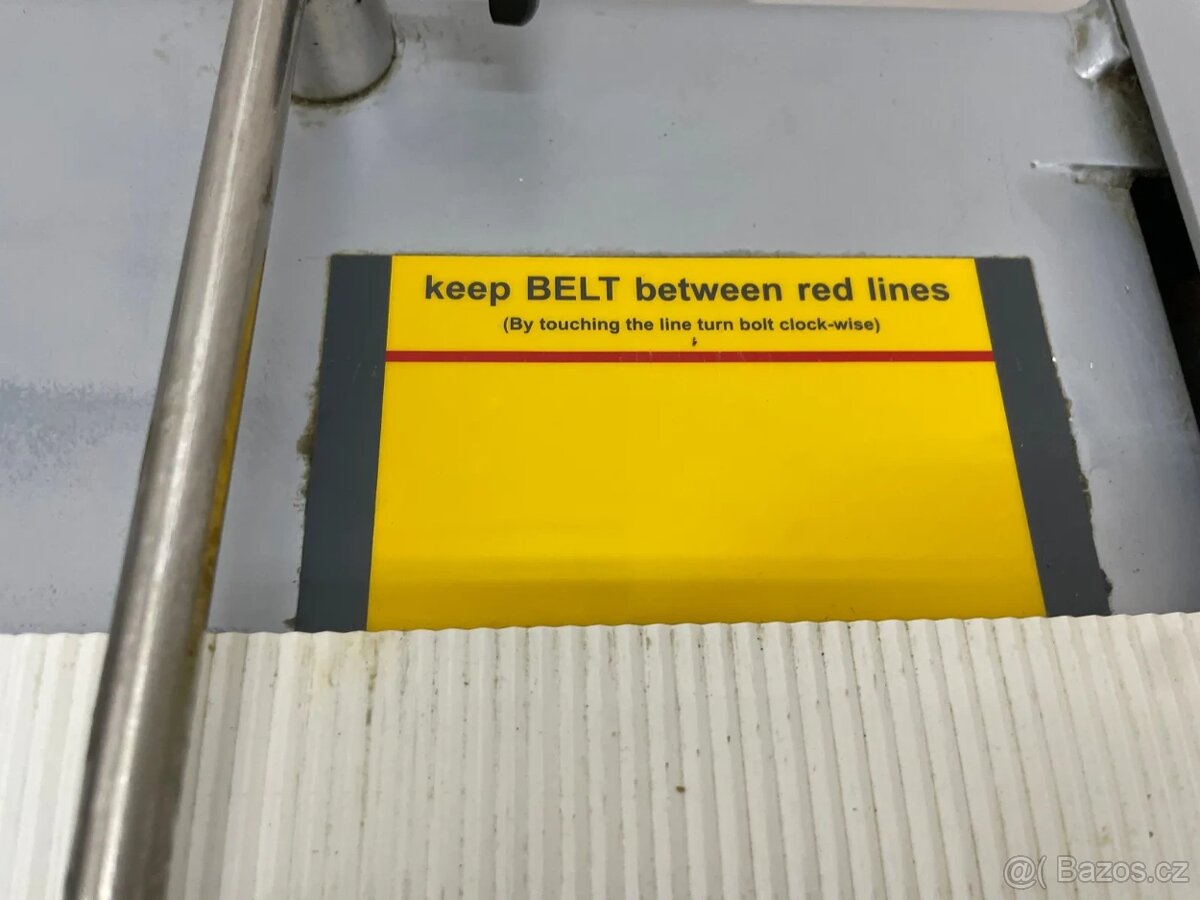 keep BELT between red lines
(By touching the line turn bolt clock-wise)
@( Bazos.cz